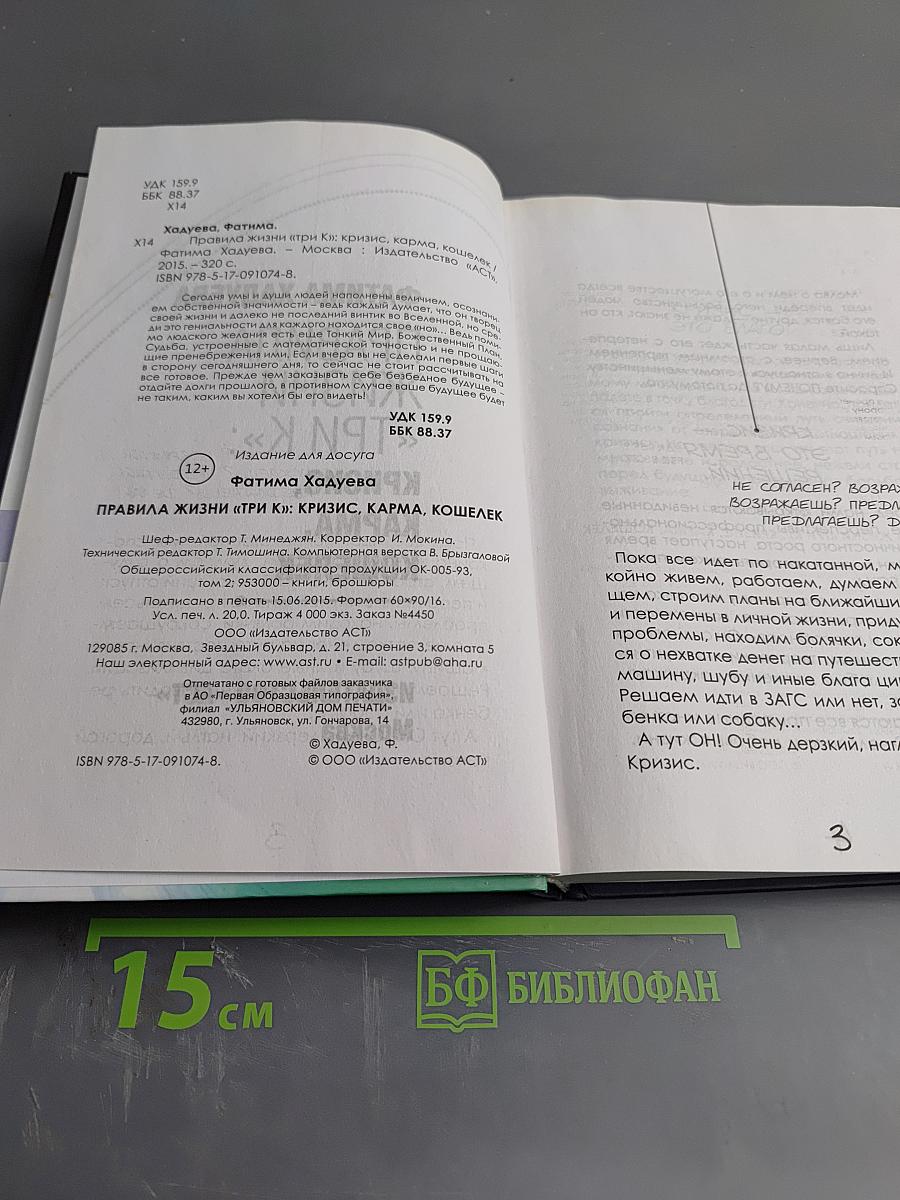 УДК 159.9
ББК 88.37
Х14
Хадуева, Фатима.
Х14 Правила жизни «три К»: кризис, карма, кошелек /
Фатима Хадуева. – Москва : Издательство «АСТ»,
2015. – 320 с.
ISBN 978-5-17-091074-8.
Сегодня умы и души людей наполнены величием, осознани-
ем собственной значимости – ведь каждый думает, что он творец
своей жизни и далеко не последний винтик во Вселенной, но сре-
ди это гениальности для каждого находится свое «но»... Ведь поми-
мо людского желания есть еще Тонкий Мир, Божественный План,
Судьба, устроенные с математической точностью и не прощаю-
щие пренебрежения ими. Если вчера вы не сделали первые шаги
в сторону сегодняшнего дня, то сейчас не стоит рассчитывать на
все готовое. Прежде чем заказывать себе безбедное будущее –
отдайте долги прошлого, в противном случае ваше будущее будет
не таким, каким вы хотели бы его видеть!
УДК 159.9
ББК 88.37
Издание для досуга
12+
Фатима Хадуева
ПРАВИЛА ЖИЗНИ «ТРИ К»: КРИЗИС, КАРМА, КОШЕЛЕК
Шеф-редактор Т. Минеджян. Корректор И. Мокина.
Технический редактор Т. Тимошина. Компьютерная верстка В. Брызгаловой
Общероссийский классификатор продукции ОК-005-93,
том 2; 953000 – книги, брошюры
Подписано в печать 15.06.2015. Формат 60×90/16.
Усл. печ. л. 20,0. Тираж 4 000 экз. Заказ №4450
ООО «Издательство АСТ»
129085 г. Москва, Звездный бульвар, д. 21, строение 3, комната 5
Наш электронный адрес: www.ast.ru • E-mail: astpub@aha.ru
Отпечатано с готовых файлов заказчика
в АО «Первая Образцовая типография»,
филиал «УЛЬЯНОВСКИЙ ДОМ ПЕЧАТИ»
432980, г. Ульяновск, ул. Гончарова, 14
© Хадуева, Ф.
ISBN 978-5-17-091074-8. © ООО «Издательство АСТ»
НЕ СОГЛАСЕН? ВОЗРА
ВОЗРАЖАЕШЬ? ПРЕДЛ
ПРЕДЛАГАЕШЬ? Д
Пока все идет по накатанной, м
койно живем, работаем, думаем
щем, строим планы на ближайши
и перемены в личной жизни, приду
проблемы, находим болячки, сок
ся о нехватке денег на путешест
машину, шубу и иные блага ци
Решаем идти в ЗАГС или нет, за
бенка или собаку...
А тут ОН! Очень дерзкий, нагл
Кризис.
3
15 см
БФ БИБЛИОФАН